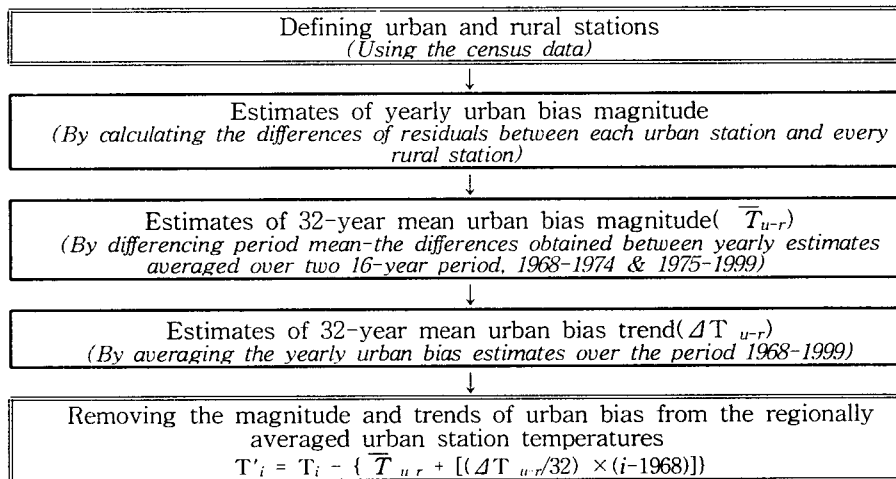 Defining urban and rural stations
(Using the census data)
↓
Estimates of yearly urban bias magnitude
(By calculating the differences of residuals between each urban station and every
rural station)
↓
Estimates of 32-year mean urban bias magnitude( T̅u-r)
(By differencing period mean-the differences obtained between yearly estimates
averaged over two 16-year period, 1968-1974 & 1975-1999)
↓
Estimates of 32-year mean urban bias trend(ΔT u-r)
(By averaging the yearly urban bias estimates over the period 1968-1999)
↓
Removing the magnitude and trends of urban bias from the regionally
averaged urban station temperatures
T'i = Ti - { T̅ u-r + [(ΔT u-r/32) ×(i-1968)]}